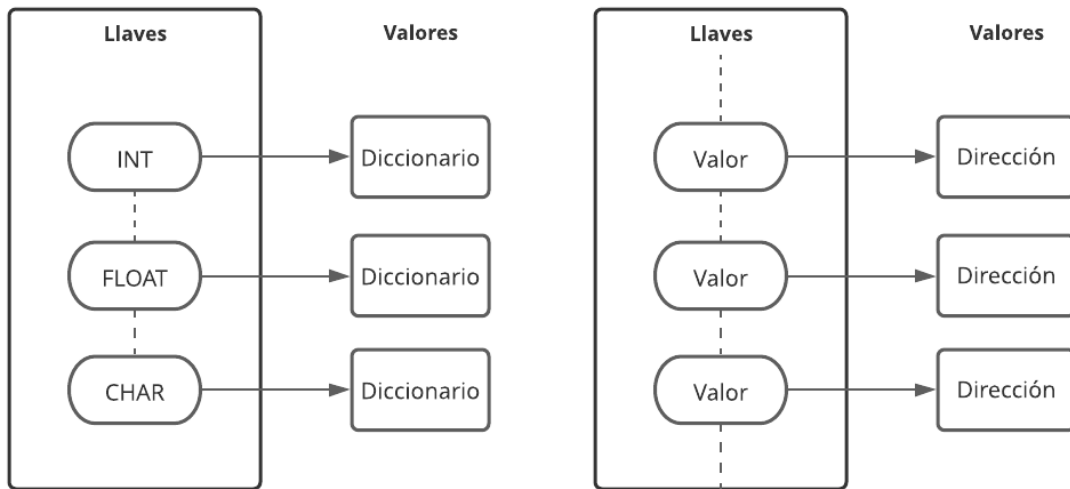 Llaves
Valores
INT
Diccionario
FLOAT
Diccionario
CHAR
Diccionario
Llaves
Valores
Valor
Dirección
Valor
Dirección
Valor
Dirección